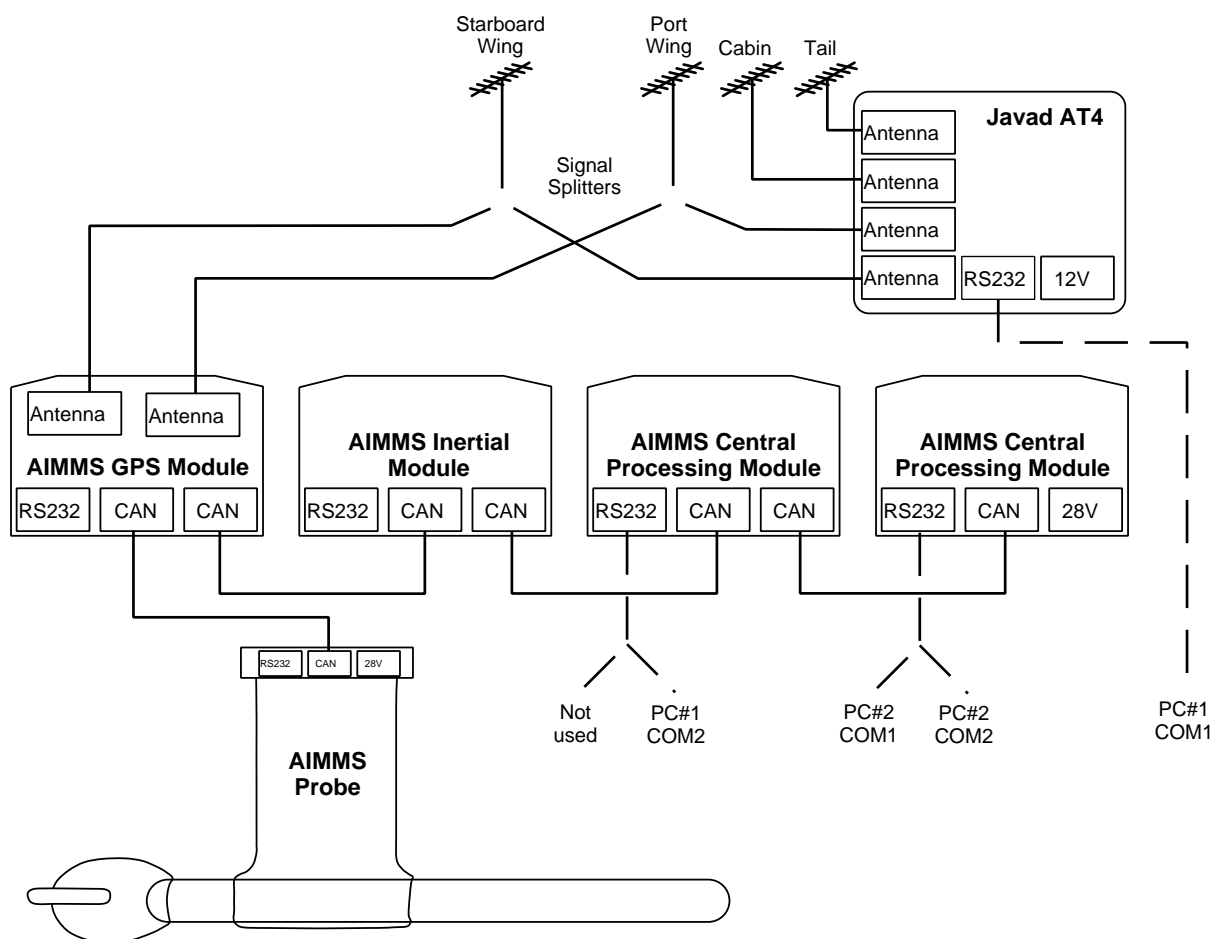 Starboard
Wing
Port
Wing
Cabin
Tail
Javad AT4
Antenna
Antenna
Antenna
Antenna
RS232
12V
Signal
Splitters
Antenna
Antenna
AIMMS GPS Module
RS232
CAN
CAN
AIMMS Inertial
Module
RS232
CAN
CAN
AIMMS Central
Processing Module
RS232
CAN
CAN
AIMMS Central
Processing Module
RS232
CAN
28V
RS232
CAN
28V
AIMMS
Probe
Not
used
PC#1
COM2
PC#2
COM1
PC#2
COM2
PC#1
COM1